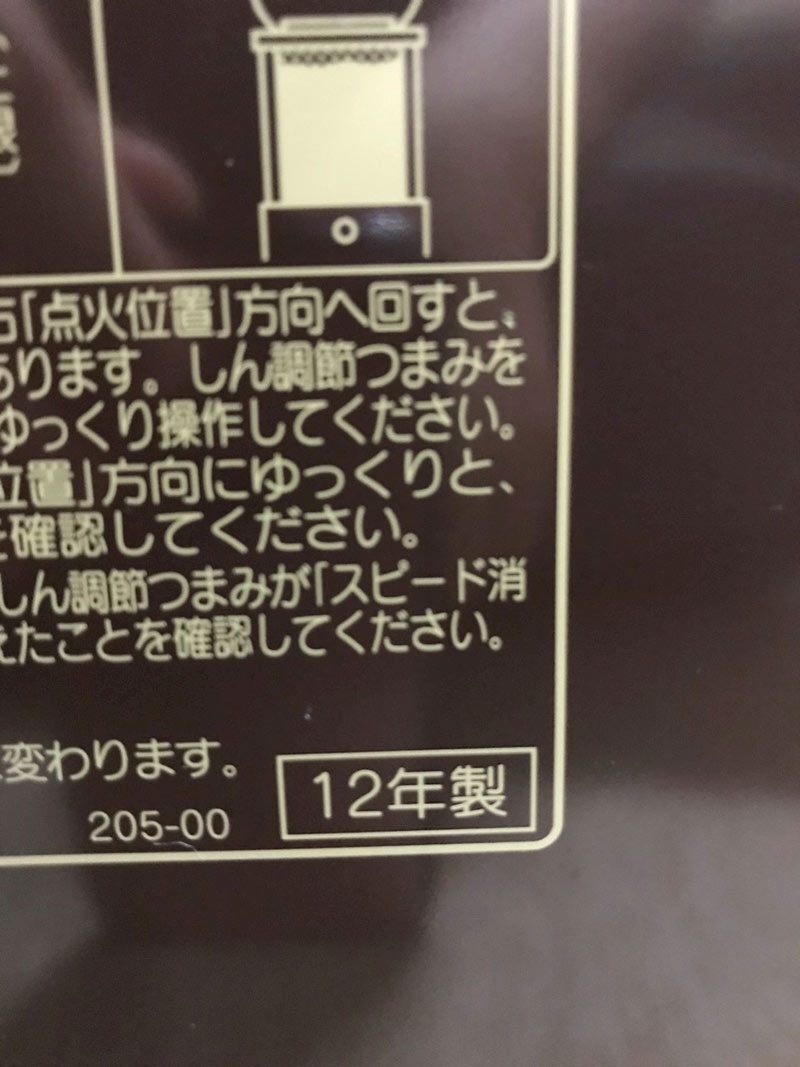 右「点火位置」方向へ回すと、
あります。しん調節つまみを
ゆっくり操作してください。
位置」方向にゆっくりと、
を確認してください。
しん調節つまみが「スピード消
えたことを確認してください。
変わります。
12年製
205-00